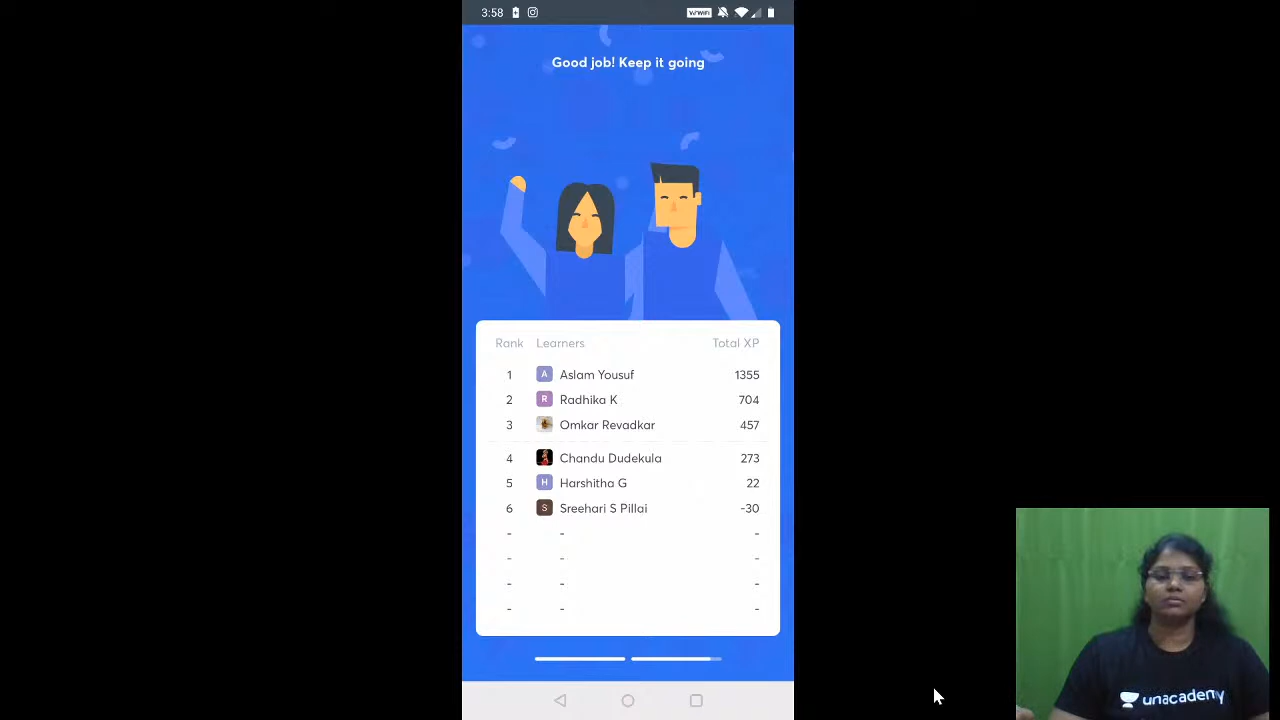 3:58
VoWiFi
Good job! Keep it going
Rank Learners Total XP
1 A Aslam Yousuf 1355
2 R Radhika K 704
3 Omkar Revadkar 457
4 Chandu Dudekula 273
5 H Harshitha G 22
6 S Sreehari S Pillai -30
- - -
- - -
- - -
- - -
unacademy